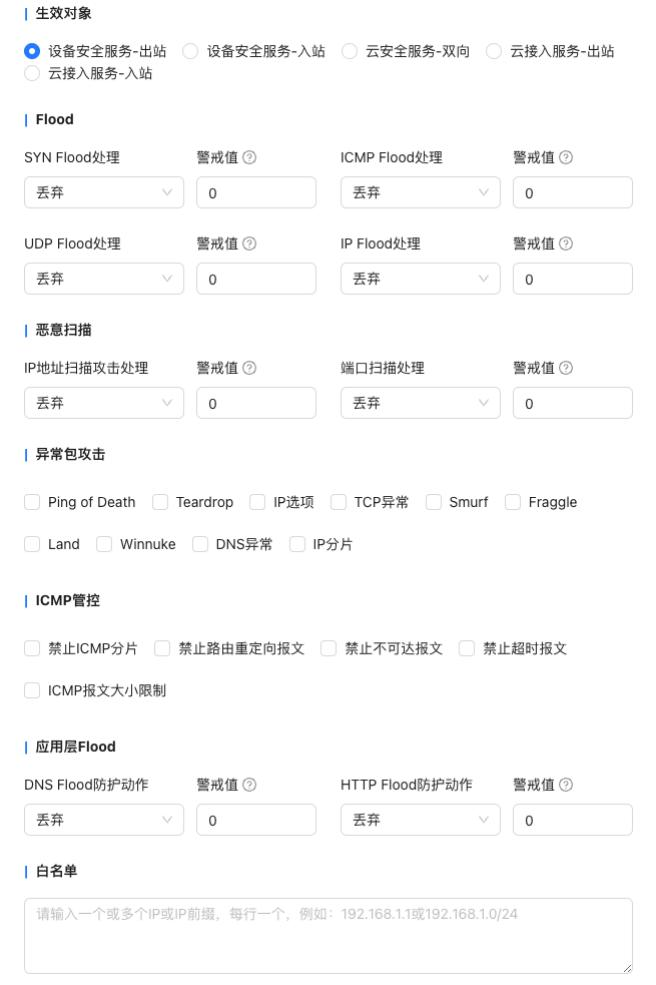 生效对象
设备安全服务-出站 设备安全服务-入站 云安全服务-双向 云接入服务-出站
云接入服务-入站
Flood
SYN Flood处理 警戒值 ICMP Flood处理 警戒值
丢弃 0 丢弃 0
UDP Flood处理 警戒值 IP Flood处理 警戒值
丢弃 0 丢弃 0
恶意扫描
IP地址扫描攻击处理 警戒值 端口扫描处理 警戒值
丢弃 0 丢弃 0
异常包攻击
Ping of Death Teardrop IP选项 TCP异常 Smurf Fraggle
Land Winnuke DNS异常 IP分片
ICMP管控
禁止ICMP分片 禁止路由重定向报文 禁止不可达报文 禁止超时报文
ICMP报文大小限制
应用层Flood
DNS Flood防护动作 警戒值 HTTP Flood防护动作 警戒值
丢弃 0 丢弃 0
白名单
请输入一个或多个IP或IP前缀，每行一个，例如：192.168.1.1或192.168.1.0/24